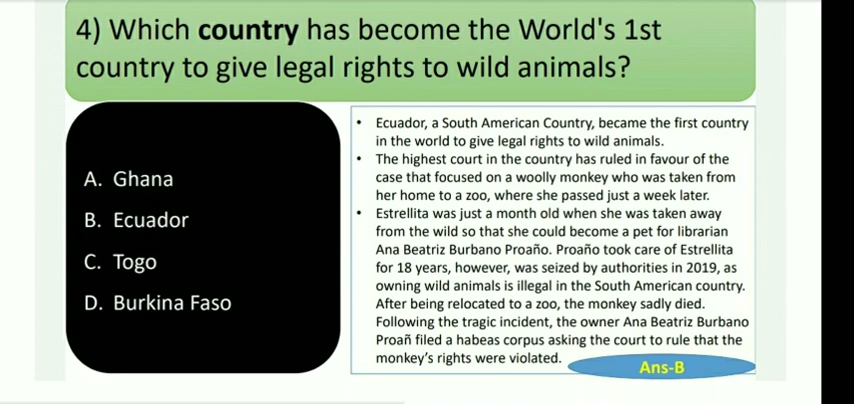 4) Which country has become the World's 1st
country to give legal rights to wild animals?
A. Ghana
B. Ecuador
C. Togo
D. Burkina Faso
• Ecuador, a South American Country, became the first country
in the world to give legal rights to wild animals.
• The highest court in the country has ruled in favour of the
case that focused on a woolly monkey who was taken from
her home to a zoo, where she passed just a week later.
• Estrellita was just a month old when she was taken away
from the wild so that she could become a pet for librarian
Ana Beatriz Burbano Proaño. Proaño took care of Estrellita
for 18 years, however, was seized by authorities in 2019, as
owning wild animals is illegal in the South American country.
After being relocated to a zoo, the monkey sadly died.
Following the tragic incident, the owner Ana Beatriz Burbano
Proañ filed a habeas corpus asking the court to rule that the
monkey's rights were violated.
Ans-B